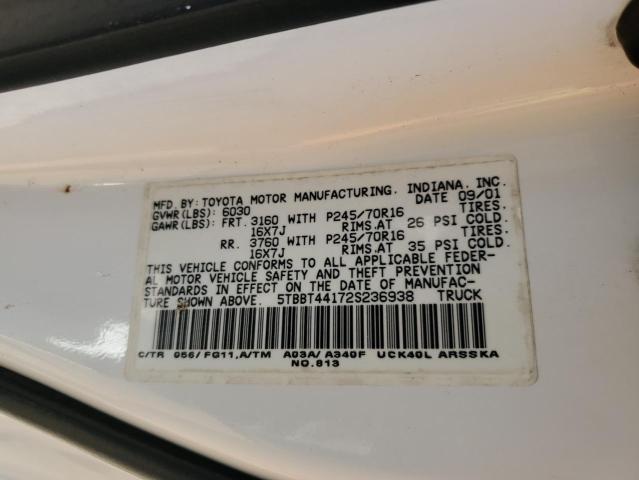 MFD. BY: TOYOTA MOTOR MANUFACTURING, INDIANA, INC.
DATE 09/01
GVWR(LBS): 6030
GAWR(LBS): FRT. 3160 WITH P245/70R16 TIRES.
16X7J RIMS.AT 26 PSI COLD.
RR. 3760 WITH P245/70R16 TIRES.
16X7J RIMS.AT 35 PSI COLD.
THIS VEHICLE CONFORMS TO ALL APPLICABLE FEDER-
AL MOTOR VEHICLE SAFETY AND THEFT PREVENTION
STANDARDS IN EFFECT ON THE DATE OF MANUFAC-
TURE SHOWN ABOVE. 5TBBT44172S236938 TRUCK
C/TR 056/FG11,A/TM A03A/A340F UCK40L ARSSKA
NO.813